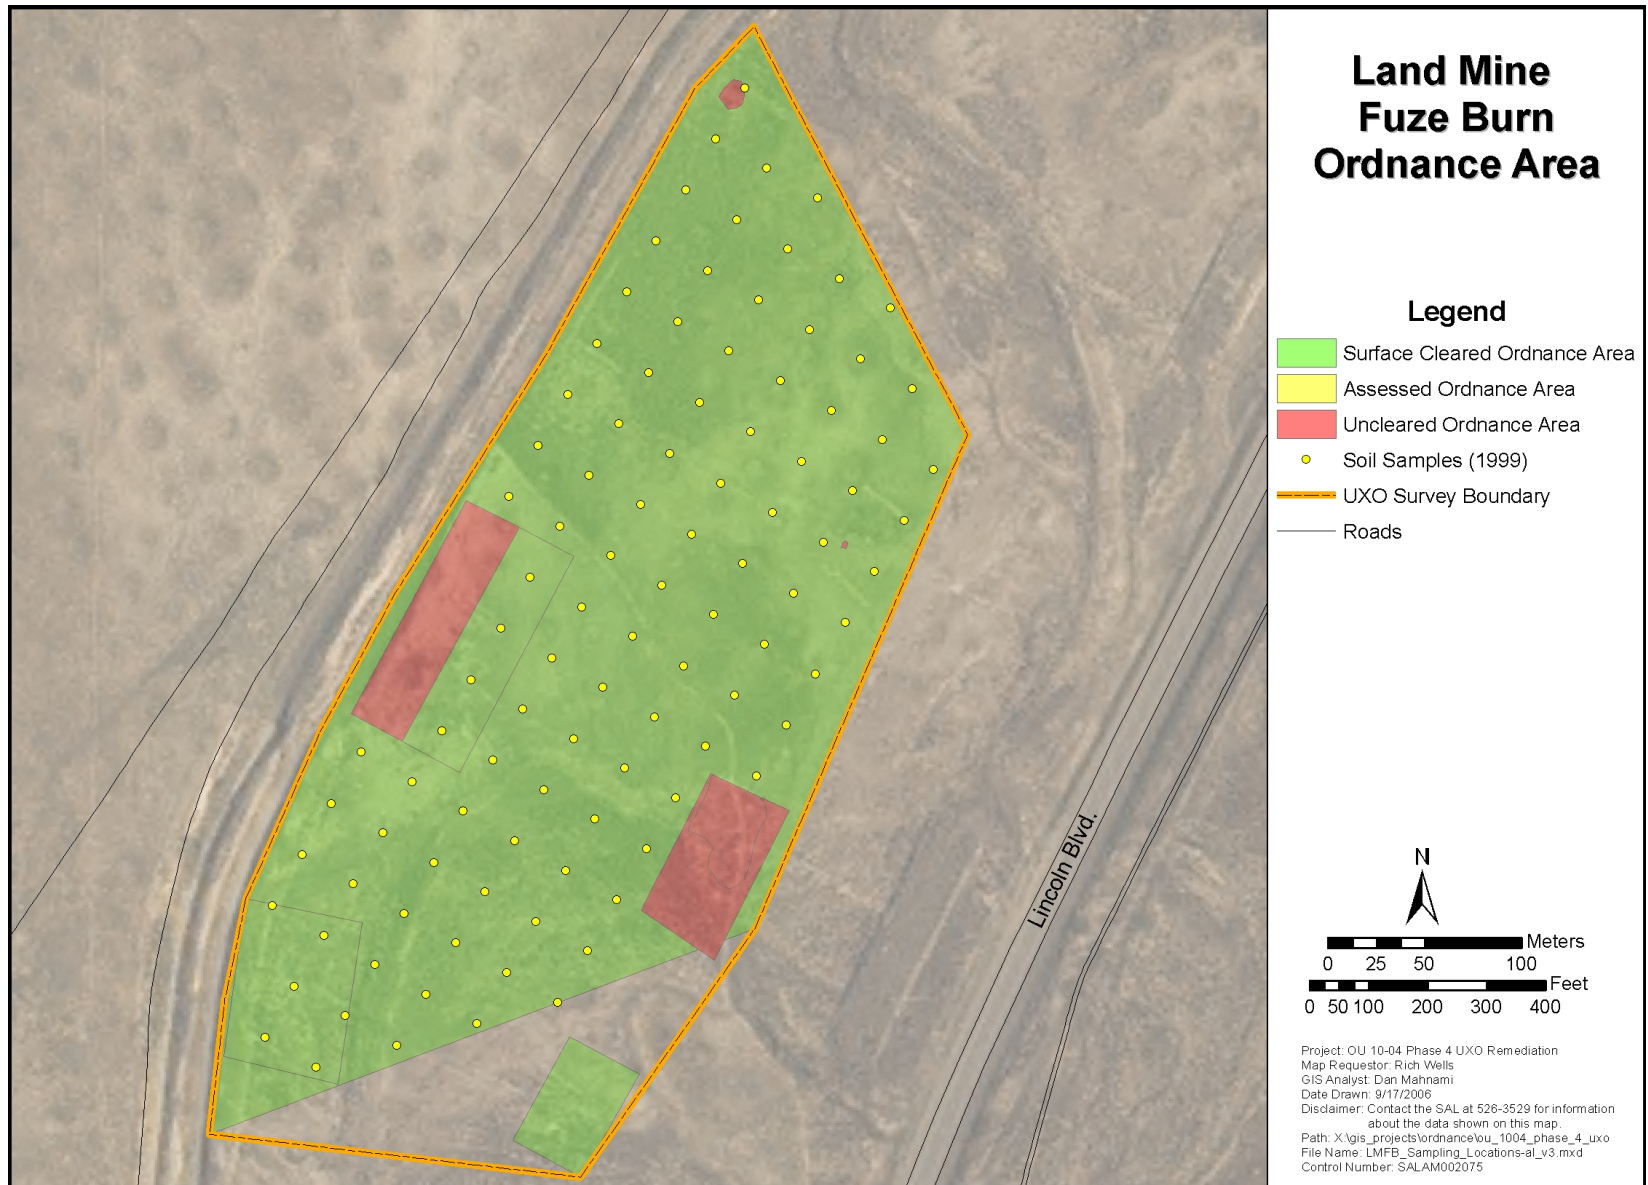 Land Mine
Fuze Burn
Ordnance Area
Legend
Surface Cleared Ordnance Area
Assessed Ordnance Area
Uncleared Ordnance Area
Soil Samples (1999)
UXO Survey Boundary
Roads
Lincoln Blvd.
N
Meters
0 25 50 100
Feet
0 50 100 200 300 400
Project: OU 10-04 Phase 4 UXO Remediation
Map Requestor: Rich Wells
GIS Analyst: Dan Mahnami
Date Drawn: 9/17/2006
Disclaimer: Contact the SAL at 526-3529 for information
about the data shown on this map.
Path: X:\gis_projects\ordnance\ou_1004_phase_4_uxo
File Name: LMFB_Sampling_Locations-al_v3.mxd
Control Number: SALAM002075